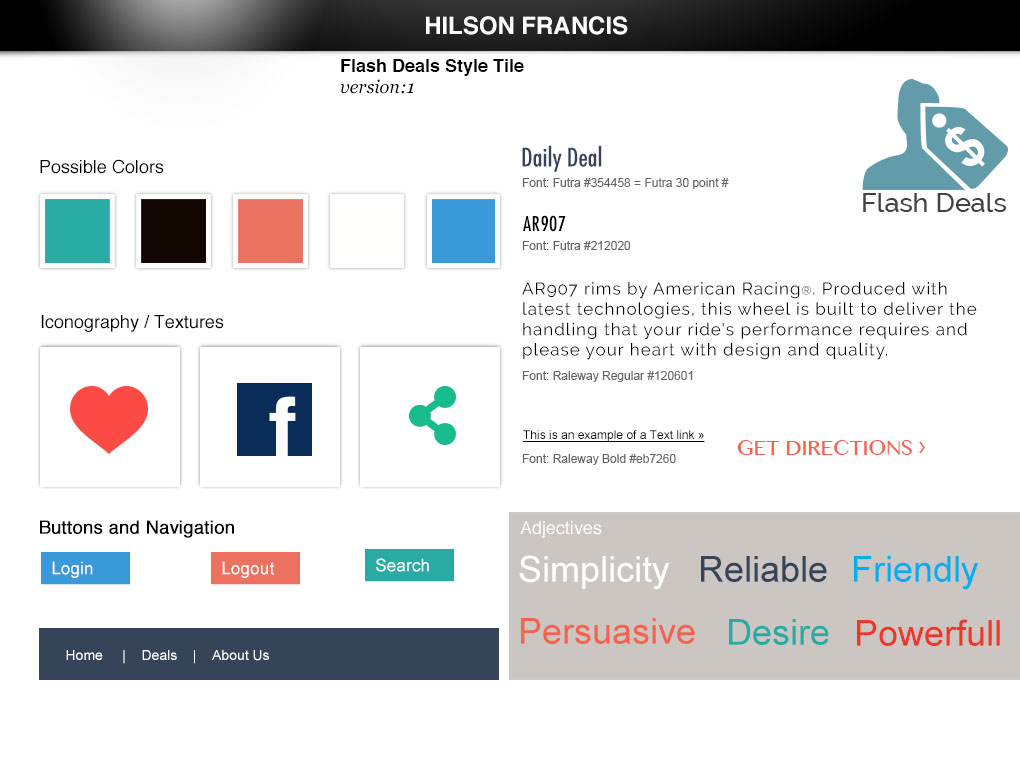 HILSON FRANCIS
Flash Deals Style Tile
version:1
Possible Colors
Iconography / Textures
f
Buttons and Navigation
Login
Logout
Search
Home | Deals | About Us
$
Flash Deals
Daily Deal
Font: Futra #354458 = Futra 30 point #
AR907
Font: Futra #212020
AR907 rims by American Racing®. Produced with
latest technologies, this wheel is built to deliver the
handling that your ride's performance requires and
please your heart with design and quality.
Font: Raleway Regular #120601
This is an example of a Text link »
Font: Raleway Bold #eb7260
GET DIRECTIONS ›
Adjectives
Simplicity Reliable Friendly
Persuasive Desire Powerfull